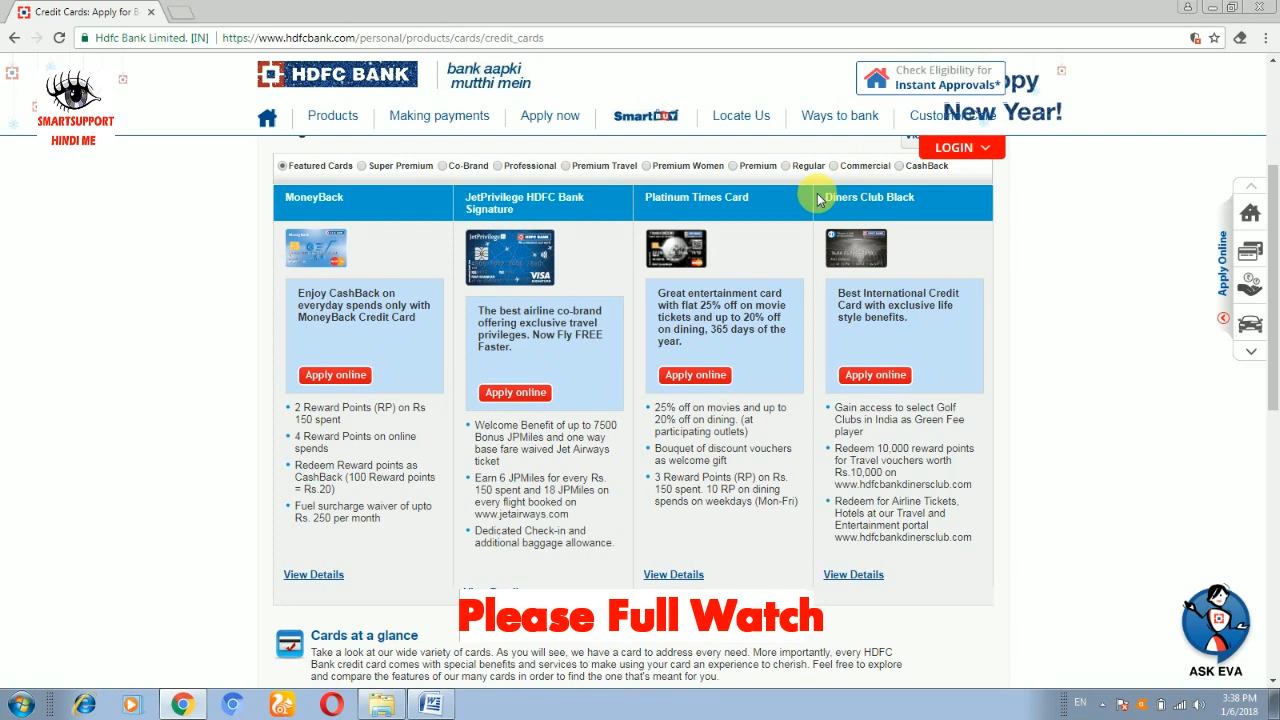 Credit Cards: Apply for B
Hdfc Bank Limited. [IN]
https://www.hdfcbank.com/personal/products/cards/credit_cards
SMARTSUPPORT
HINDI ME
HDFC BANK
bank aapki
mutthi mein
Check Eligibility for
Instant Approvals*
ppy
New Year!
Products
Making payments
Apply now
SmartBUY
Locate Us
Ways to bank
Customer Care
LOGIN
Featured Cards
Super Premium
Co-Brand
Professional
Premium Travel
Premium Women
Premium
Regular
Commercial
CashBack
MoneyBack
Enjoy CashBack on
everyday spends only with
MoneyBack Credit Card
Apply online
• 2 Reward Points (RP) on Rs
150 spent
• 4 Reward Points on online
spends
• Redeem Reward points as
CashBack (100 Reward points
= Rs.20)
• Fuel surcharge waiver of upto
Rs. 250 per month
View Details
JetPrivilege HDFC Bank
Signature
JetPrivilege
HDFC BANK
VISA
The best airline co-brand
offering exclusive travel
privileges. Now Fly FREE
Faster.
Apply online
• Welcome Benefit of up to 7500
Bonus JPMiles and one way
base fare waived Jet Airways
ticket
• Earn 6 JPMiles for every Rs.
150 spent and 18 JPMiles on
every flight booked on
www.jetairways.com
• Dedicated Check-in and
additional baggage allowance.
Platinum Times Card
Great entertainment card
with flat 25% off on movie
tickets and up to 20% off
on dining, 365 days of the
year.
Apply online
• 25% off on movies and up to
20% off on dining. (at
participating outlets)
• Bouquet of discount vouchers
as welcome gift
• 3 Reward Points (RP) on Rs.
150 spent. 10 RP on dining
spends on weekdays (Mon-Fri)
View Details
Diners Club Black
Best International Credit
Card with exclusive life
style benefits.
Apply online
• Gain access to select Golf
Clubs in India as Green Fee
player
• Redeem 10,000 reward points
for Travel vouchers worth
Rs.10,000 on
www.hdfcbankdinersclub.com
• Redeem for Airline Tickets,
Hotels at our Travel and
Entertainment portal
www.hdfcbankdinersclub.com
View Details
Apply Online
Please Full Watch
Cards at a glance
Take a look at our wide variety of cards. As you will see, we have a card to address every need. More importantly, every HDFC
Bank credit card comes with special benefits and services to make using your card an experience to cherish. Feel free to explore
and compare the features of our many cards in order to find the one that's meant for you.
ASK EVA
EN
3:38 PM
1/6/2018